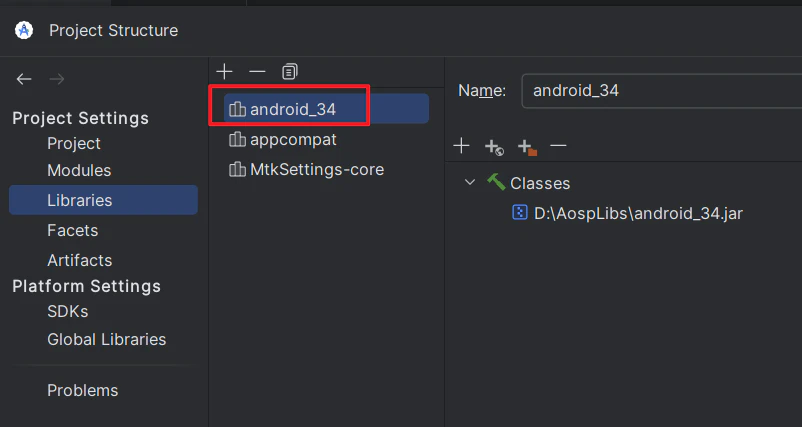 Project Structure
Project Settings
Project
Modules
Libraries
Facets
Artifacts
Platform Settings
SDKs
Global Libraries
Problems
android_34
appcompat
MtkSettings-core
Name: android_34
Classes
D:\AospLibs\android_34.jar